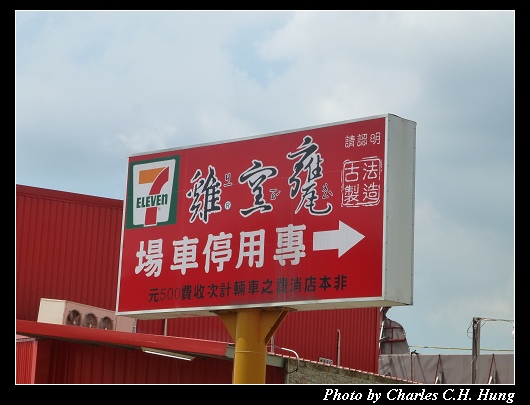 7
ELEVEN
請認明
甕窯雞
古法
製造
專用停車場
非本店消費之車輛計次收費500元
Photo by Charles C.H. Hung